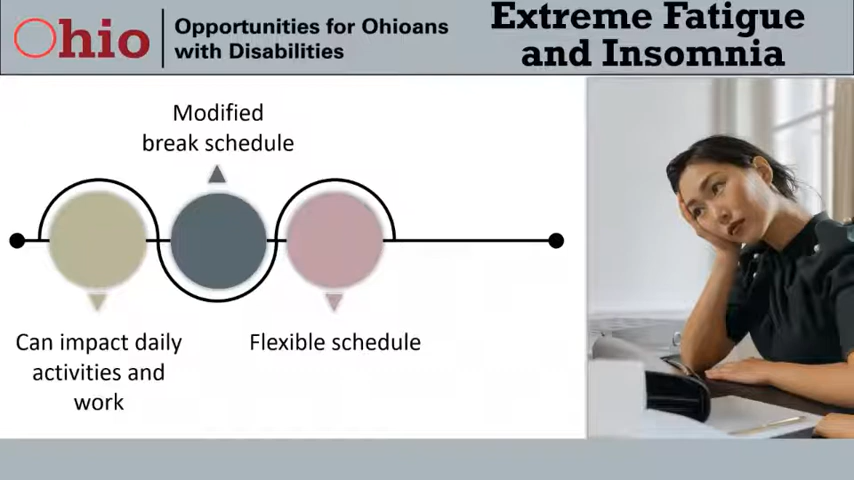 Ohio
Opportunities for Ohioans
with Disabilities
Extreme Fatigue
and Insomnia
Modified
break schedule
Can impact daily
activities and
work
Flexible schedule